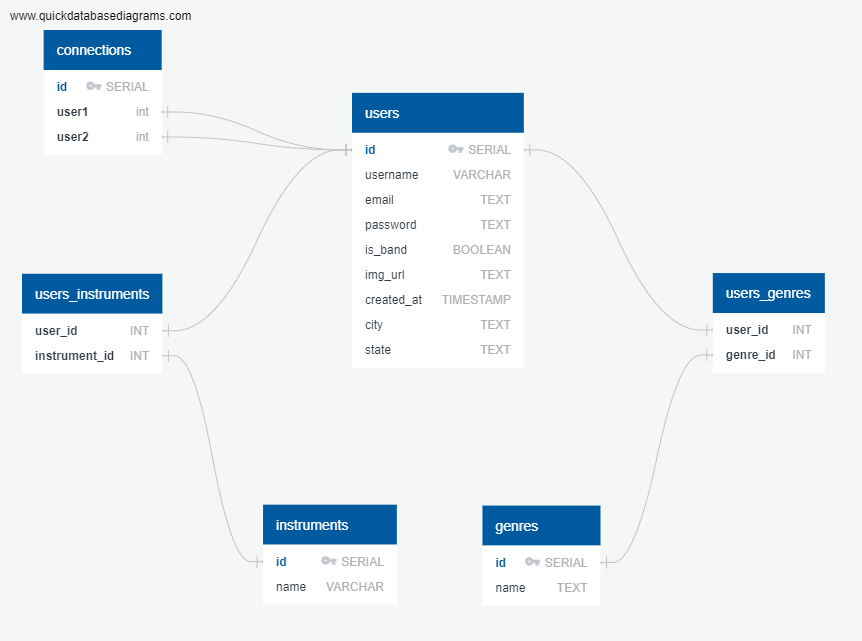 www.quickdatabasediagrams.com
connections
id SERIAL
user1 int
user2 int
users
id SERIAL
username VARCHAR
email TEXT
password TEXT
is_band BOOLEAN
img_url TEXT
created_at TIMESTAMP
city TEXT
state TEXT
users_instruments
user_id INT
instrument_id INT
users_genres
user_id INT
genre_id INT
instruments
id SERIAL
name VARCHAR
genres
id SERIAL
name TEXT